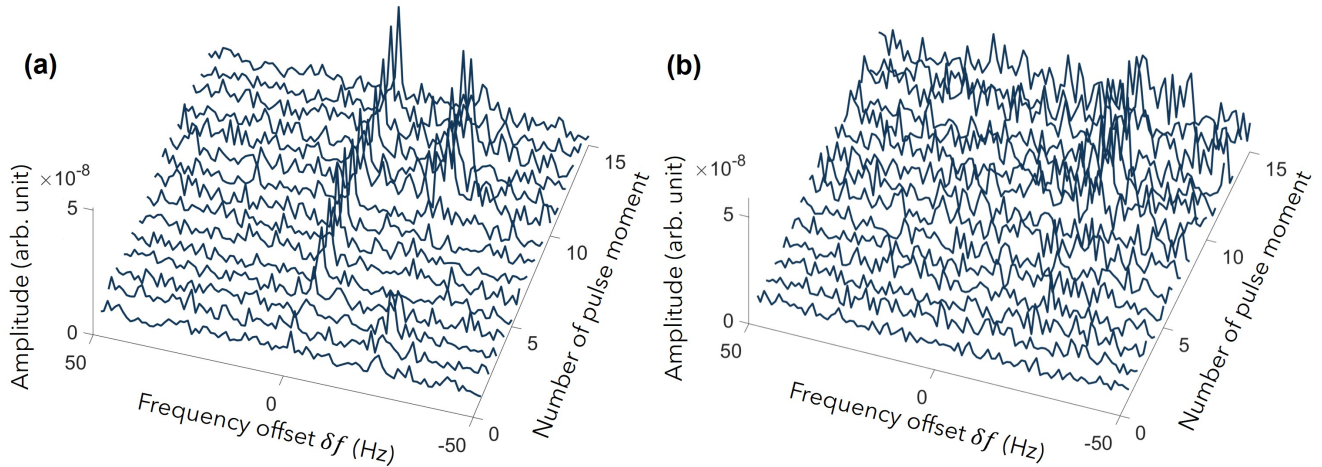 (a)
Amplitude (arb. unit)
×10⁻⁸
5
0
50
0
-50
Frequency offset δf (Hz)
0
5
10
15
Number of pulse moment
(b)
Amplitude (arb. unit)
×10⁻⁸
5
0
50
0
-50
Frequency offset δf (Hz)
0
5
10
15
Number of pulse moment